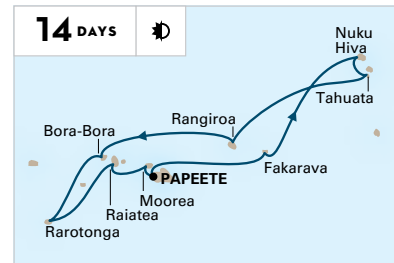 14 DAYS
Nuku
Hiva
Tahuata
Rangiroa
Bora-Bora
Fakarava
PAPEETE
Moorea
Raiatea
Rarotonga